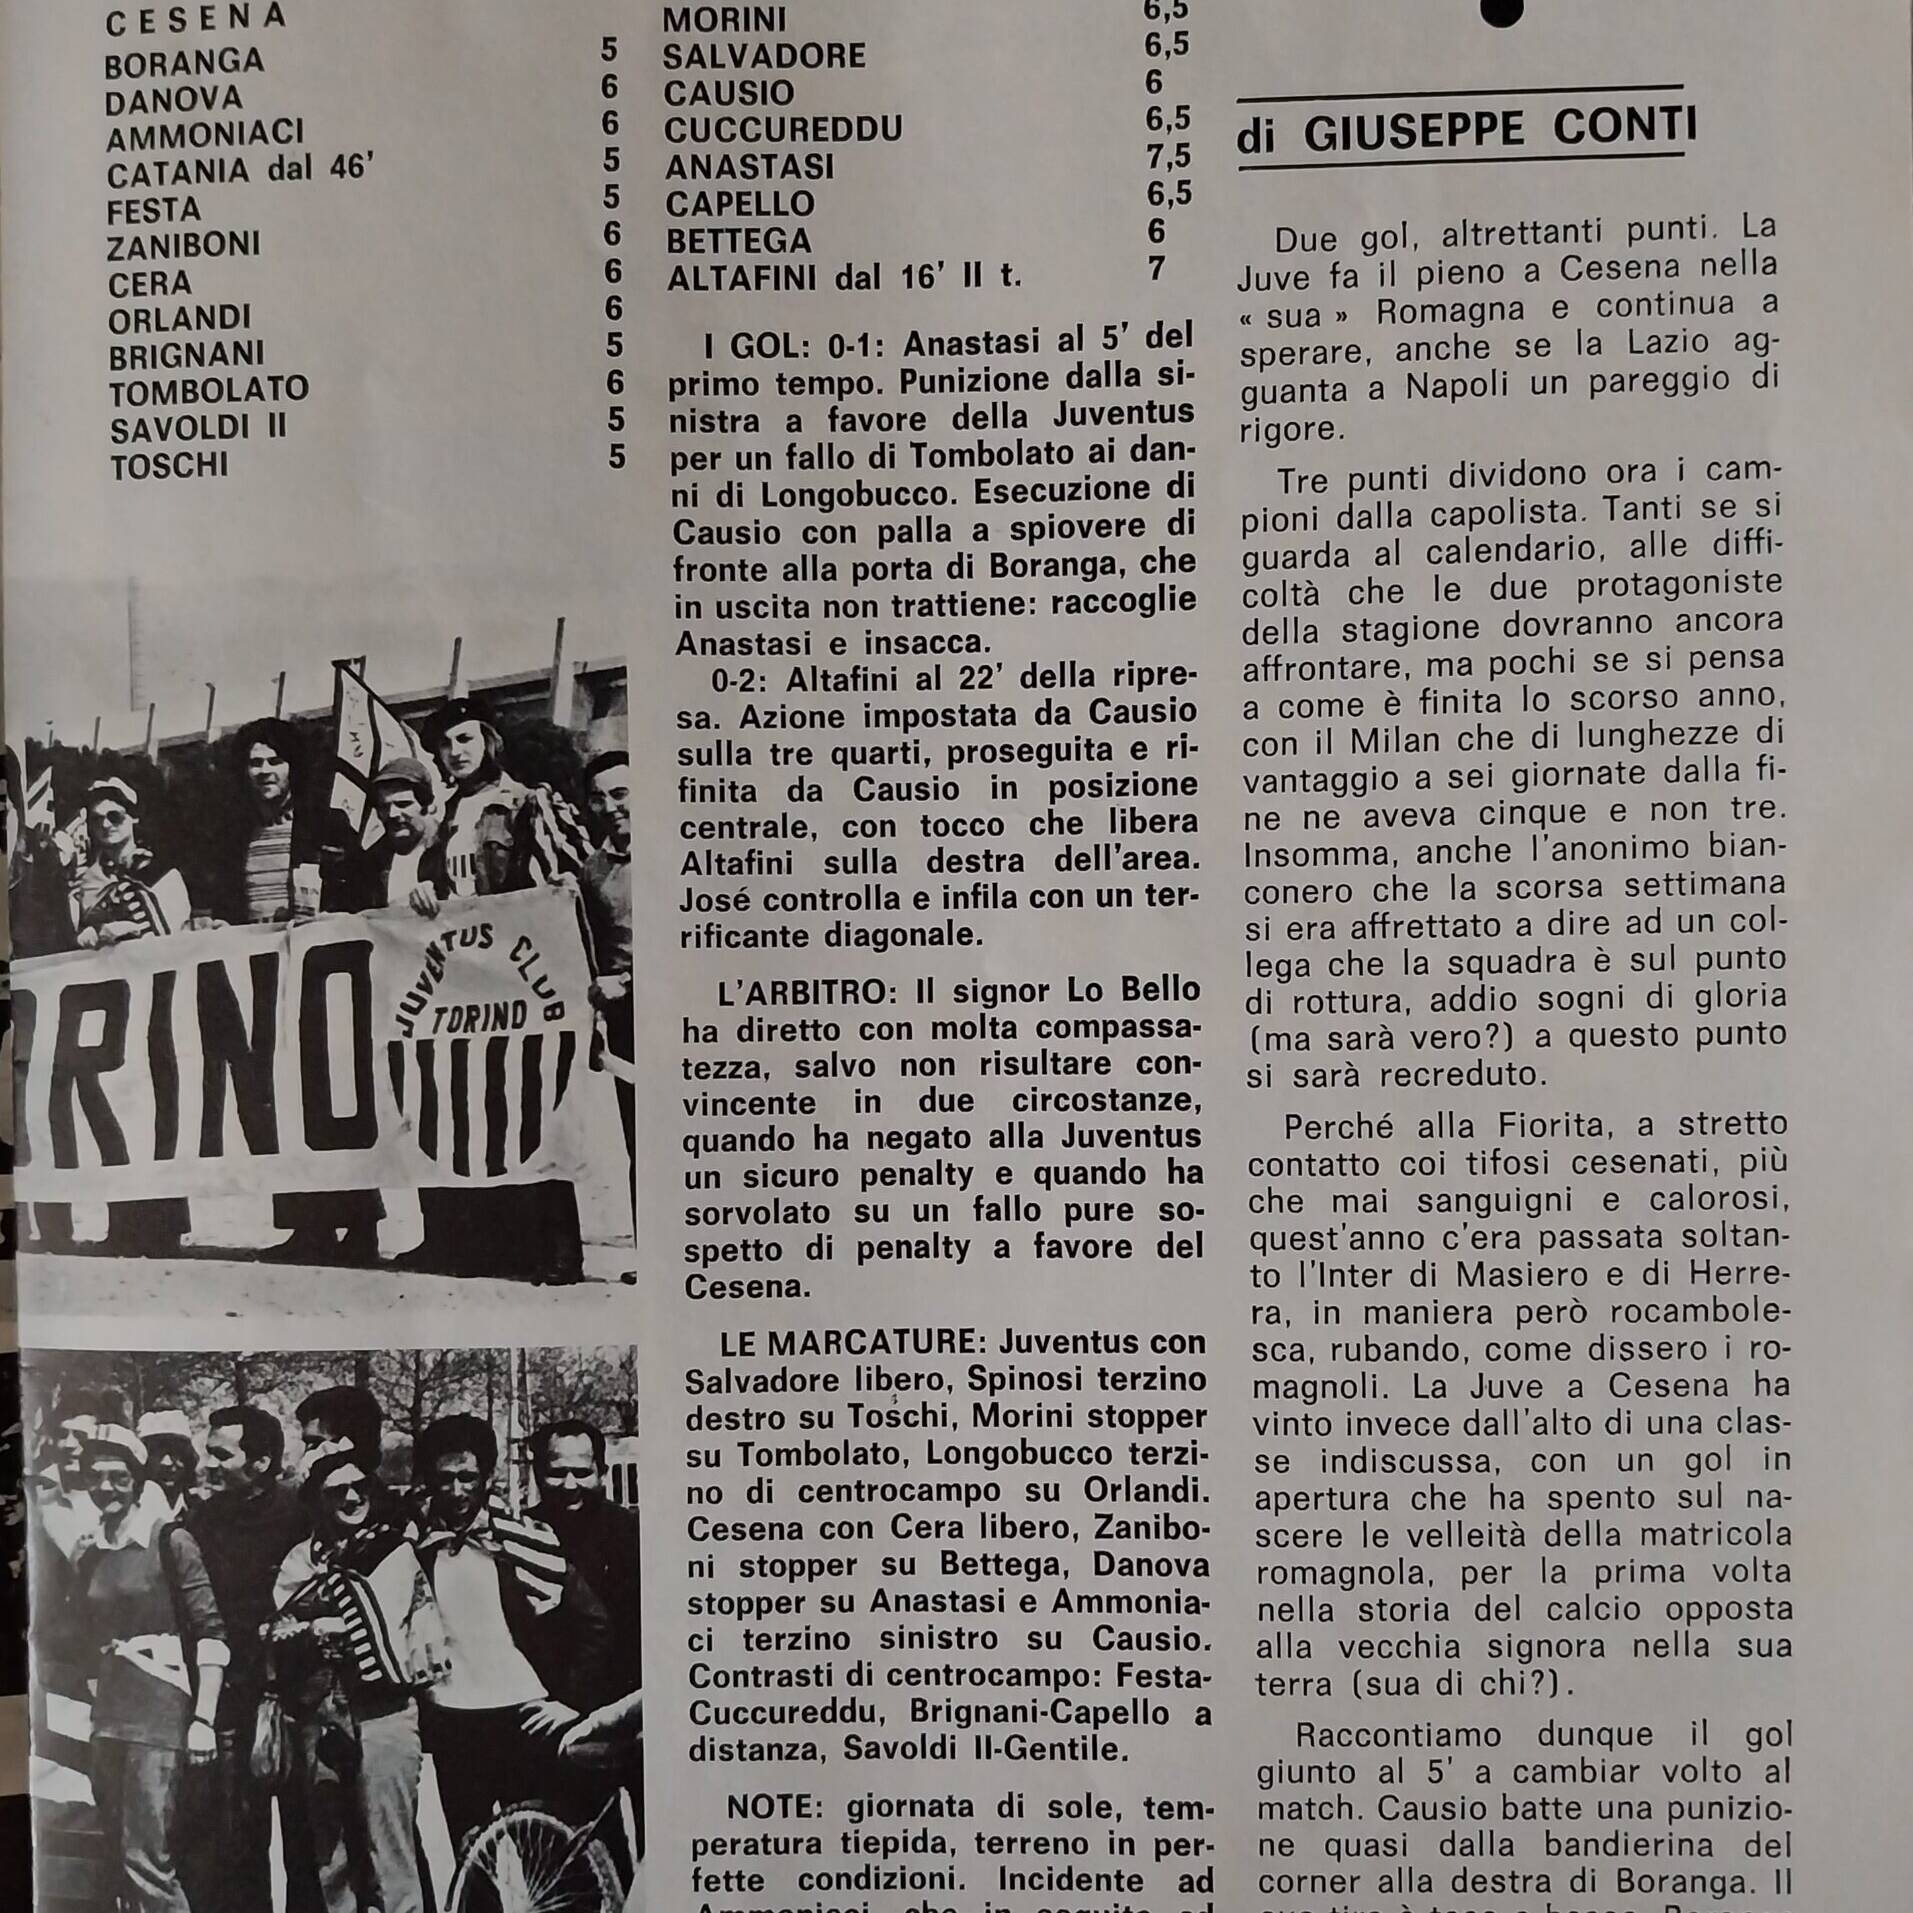 CESENA
BORANGA 5
DANOVA 6
AMMONIACI 6
CATANIA dal 46' 5
FESTA 5
ZANIBONI 6
CERA 6
ORLANDI 6
BRIGNANI 5
TOMBOLATO 6
SAVOLDI II 5
TOSCHI 5
RINO
JUVENTUS CLUB
TORINO
MORINI 6,5
SALVADORE 6,5
CAUSIO 6
CUCCUREDDU 6,5
ANASTASI 7,5
CAPELLO 6,5
BETTEGA 6
ALTAFINI dal 16' II t. 7
I GOL: 0-1: Anastasi al 5' del
primo tempo. Punizione dalla si-
nistra a favore della Juventus
per un fallo di Tombolato ai dan-
ni di Longobucco. Esecuzione di
Causio con palla a spiovere di
fronte alla porta di Boranga, che
in uscita non trattiene: raccoglie
Anastasi e insacca.
0-2: Altafini al 22' della ripre-
sa. Azione impostata da Causio
sulla tre quarti, proseguita e ri-
finita da Causio in posizione
centrale, con tocco che libera
Altafini sulla destra dell'area.
José controlla e infila con un ter-
rificante diagonale.
L'ARBITRO: Il signor Lo Bello
ha diretto con molta compassa-
tezza, salvo non risultare con-
vincente in due circostanze,
quando ha negato alla Juventus
un sicuro penalty e quando ha
sorvolato su un fallo pure so-
spetto di penalty a favore del
Cesena.
LE MARCATURE: Juventus con
Salvadore libero, Spinosi terzino
destro su Toschi, Morini stopper
su Tombolato, Longobucco terzi-
no di centrocampo su Orlandi.
Cesena con Cera libero, Zanibo-
ni stopper su Bettega, Danova
stopper su Anastasi e Ammonia-
ci terzino sinistro su Causio.
Contrasti di centrocampo: Festa-
Cuccureddu, Brignani-Capello a
distanza, Savoldi II-Gentile.
NOTE: giornata di sole, tem-
peratura tiepida, terreno in per-
fette condizioni. Incidente ad
di GIUSEPPE CONTI
Due gol, altrettanti punti. La
Juve fa il pieno a Cesena nella
« sua » Romagna e continua a
sperare, anche se la Lazio ag-
guanta a Napoli un pareggio di
rigore.
Tre punti dividono ora i cam-
pioni dalla capolista. Tanti se si
guarda al calendario, alle diffi-
coltà che le due protagoniste
della stagione dovranno ancora
affrontare, ma pochi se si pensa
a come è finita lo scorso anno,
con il Milan che di lunghezze di
vantaggio a sei giornate dalla fi-
ne ne aveva cinque e non tre.
Insomma, anche l'anonimo bian-
conero che la scorsa settimana
si era affrettato a dire ad un col-
lega che la squadra è sul punto
di rottura, addio sogni di gloria
(ma sarà vero?) a questo punto
si sarà recreduto.
Perché alla Fiorita, a stretto
contatto coi tifosi cesenati, più
che mai sanguigni e calorosi,
quest'anno c'era passata soltan-
to l'Inter di Masiero e di Herre-
ra, in maniera però rocambole-
sca, rubando, come dissero i ro-
magnoli. La Juve a Cesena ha
vinto invece dall'alto di una clas-
se indiscussa, con un gol in
apertura che ha spento sul na-
scere le velleità della matricola
romagnola, per la prima volta
nella storia del calcio opposta
alla vecchia signora nella sua
terra (sua di chi?).
Raccontiamo dunque il gol
giunto al 5' a cambiar volto al
match. Causio batte una punizio-
ne quasi dalla bandierina del
corner alla destra di Boranga. Il